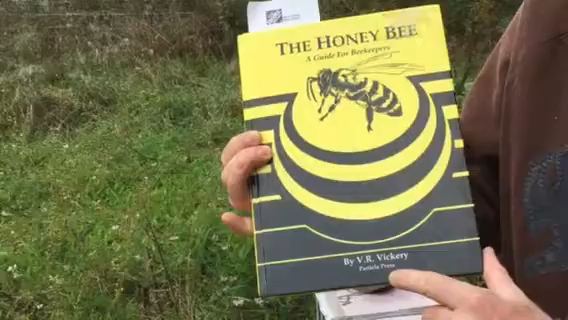 THE HONEY BEE
A Guide For Beekeepers
By V.R. Vickery
Particle Press